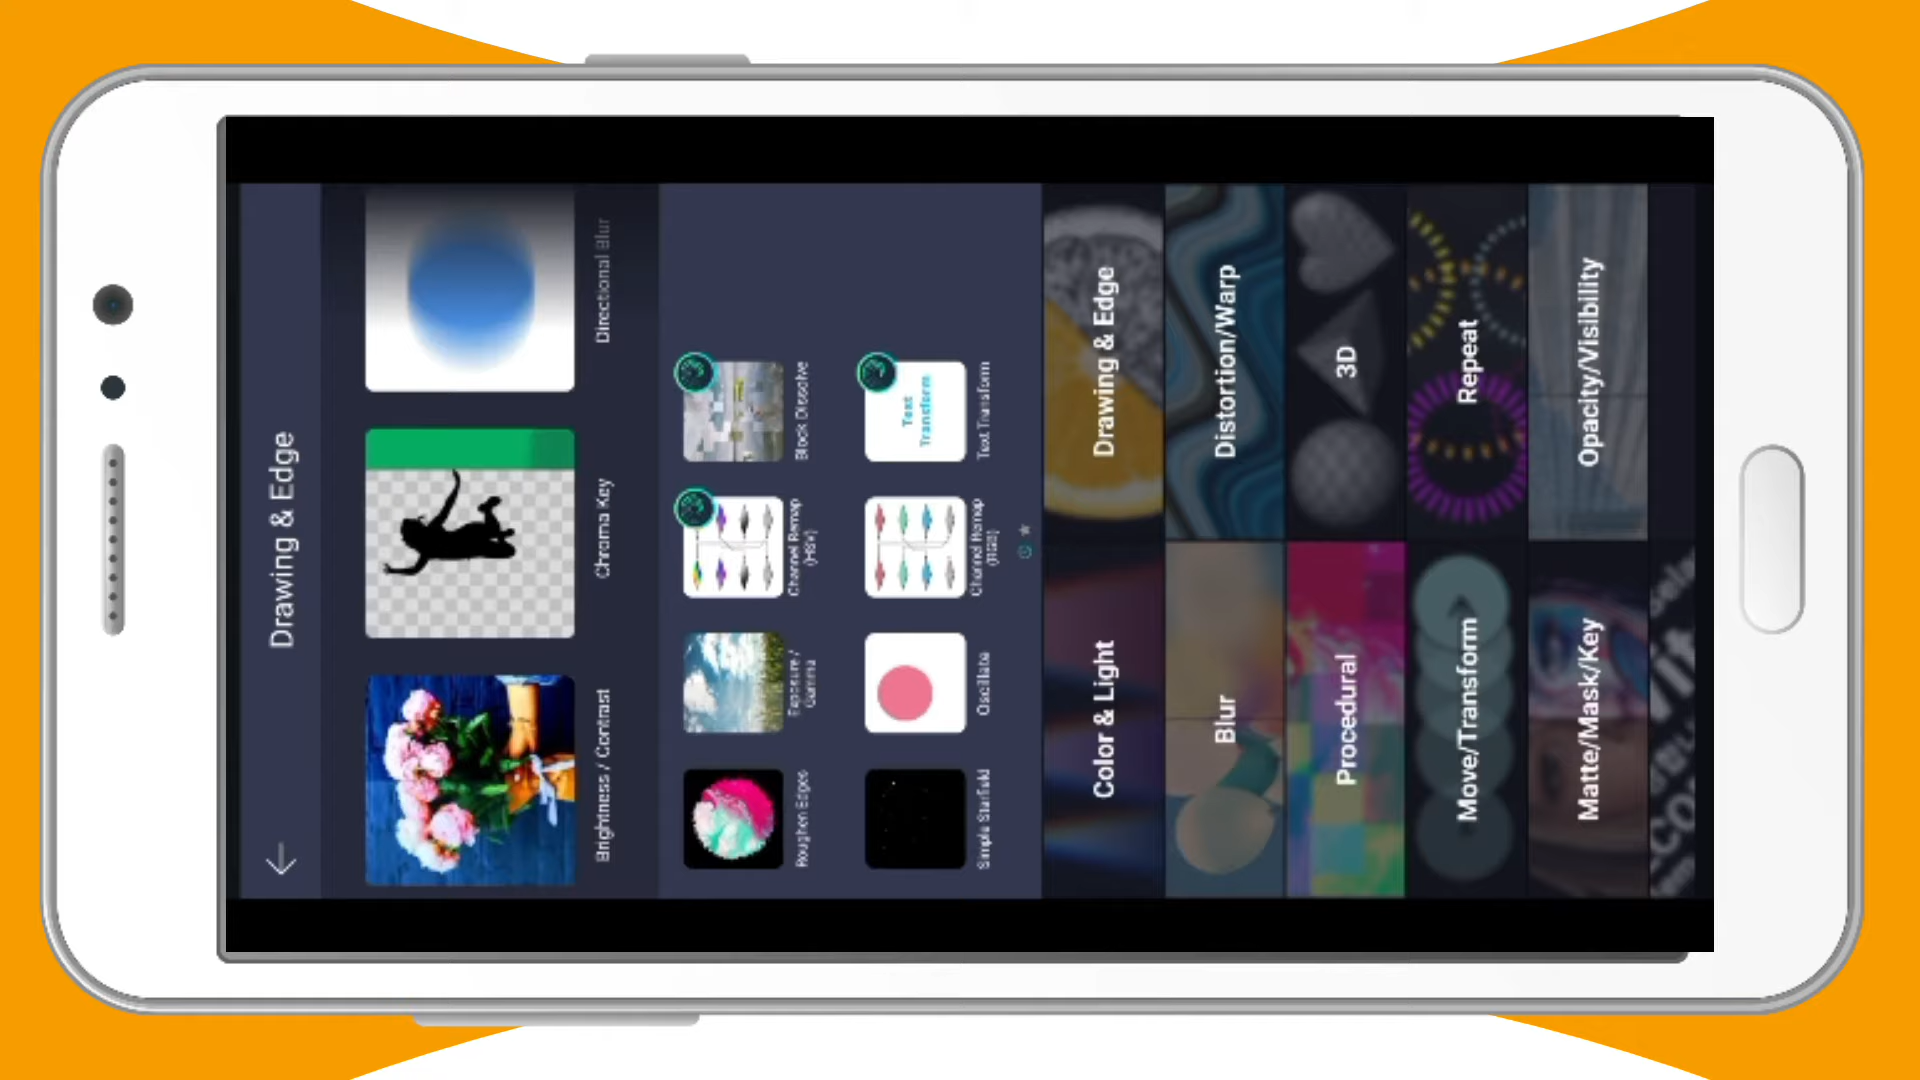 Drawing & Edge
Brightness / Contrast
Chroma Key
Directional Blur
Roughen Edges
Exposure /
Gamma
Channel Remap
(HSV)
Block Dissolve
Simple Starfield
Oscillate
Channel Remap
(RGB)
Text
Transform
Text Transform
Color & Light
Drawing & Edge
Blur
Distortion/Warp
Procedural
3D
Move/Transform
Repeat
Matte/Mask/Key
Opacity/Visibility